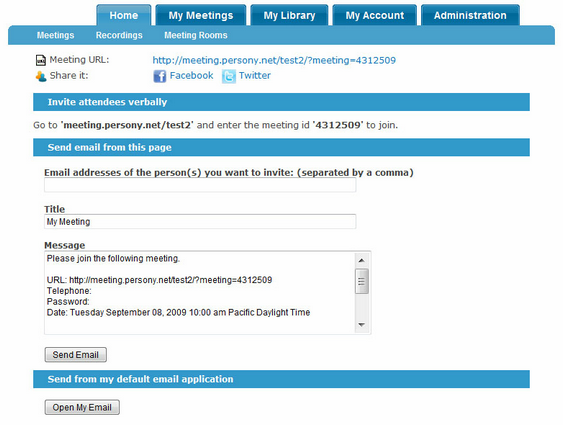 Home My Meetings My Library My Account Administration
Meetings Recordings Meeting Rooms
Meeting URL: http://meeting.persony.net/test2/?meeting=4312509
Share it: Facebook Twitter
Invite attendees verbally
Go to 'meeting.persony.net/test2' and enter the meeting id '4312509' to join.
Send email from this page
Email addresses of the person(s) you want to invite: (separated by a comma)
Title
My Meeting
Message
Please join the following meeting.
URL: http://meeting.persony.net/test2/?meeting=4312509
Telephone:
Password:
Date: Tuesday September 08, 2009 10:00 am Pacific Daylight Time
Send Email
Send from my default email application
Open My Email